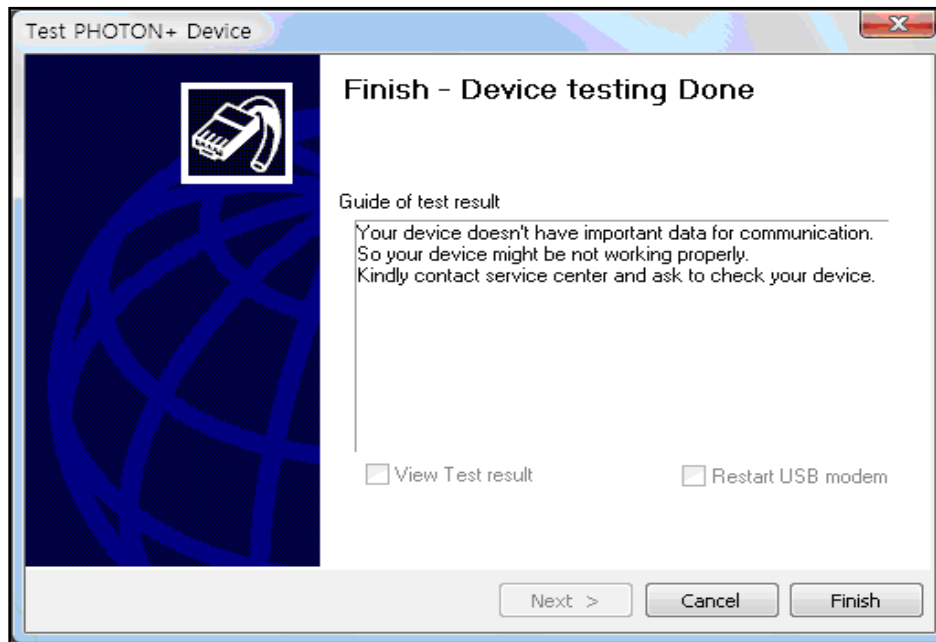 Test PHOTON+ Device
Finish - Device testing Done
Guide of test result
Your device doesn't have important data for communication.
So your device might be not working properly.
Kindly contact service center and ask to check your device.
View Test result
Restart USB modem
Next >
Cancel
Finish